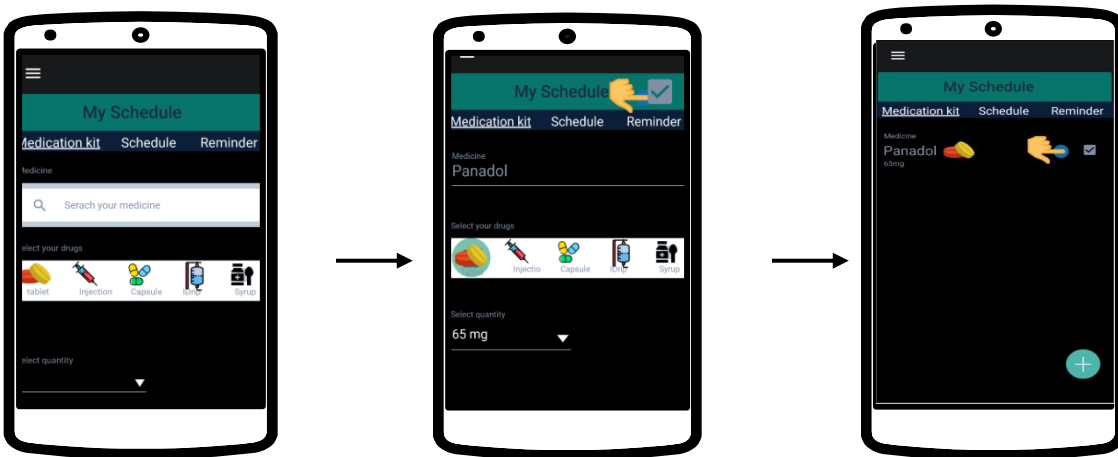 My Schedule
Medication kit Schedule Reminder
Medicine
Serach your medicine
elect your drugs
tablet Injection Capsule IDrip Syrup
elect quantity
My Schedule
Medication kit Schedule Reminder
Medicine
Panadol
Select your drugs
Injectio Capsule IDrip Syrup
Select quantity
65 mg
My Schedule
Medication kit Schedule Reminder
Medicine
Panadol
65mg